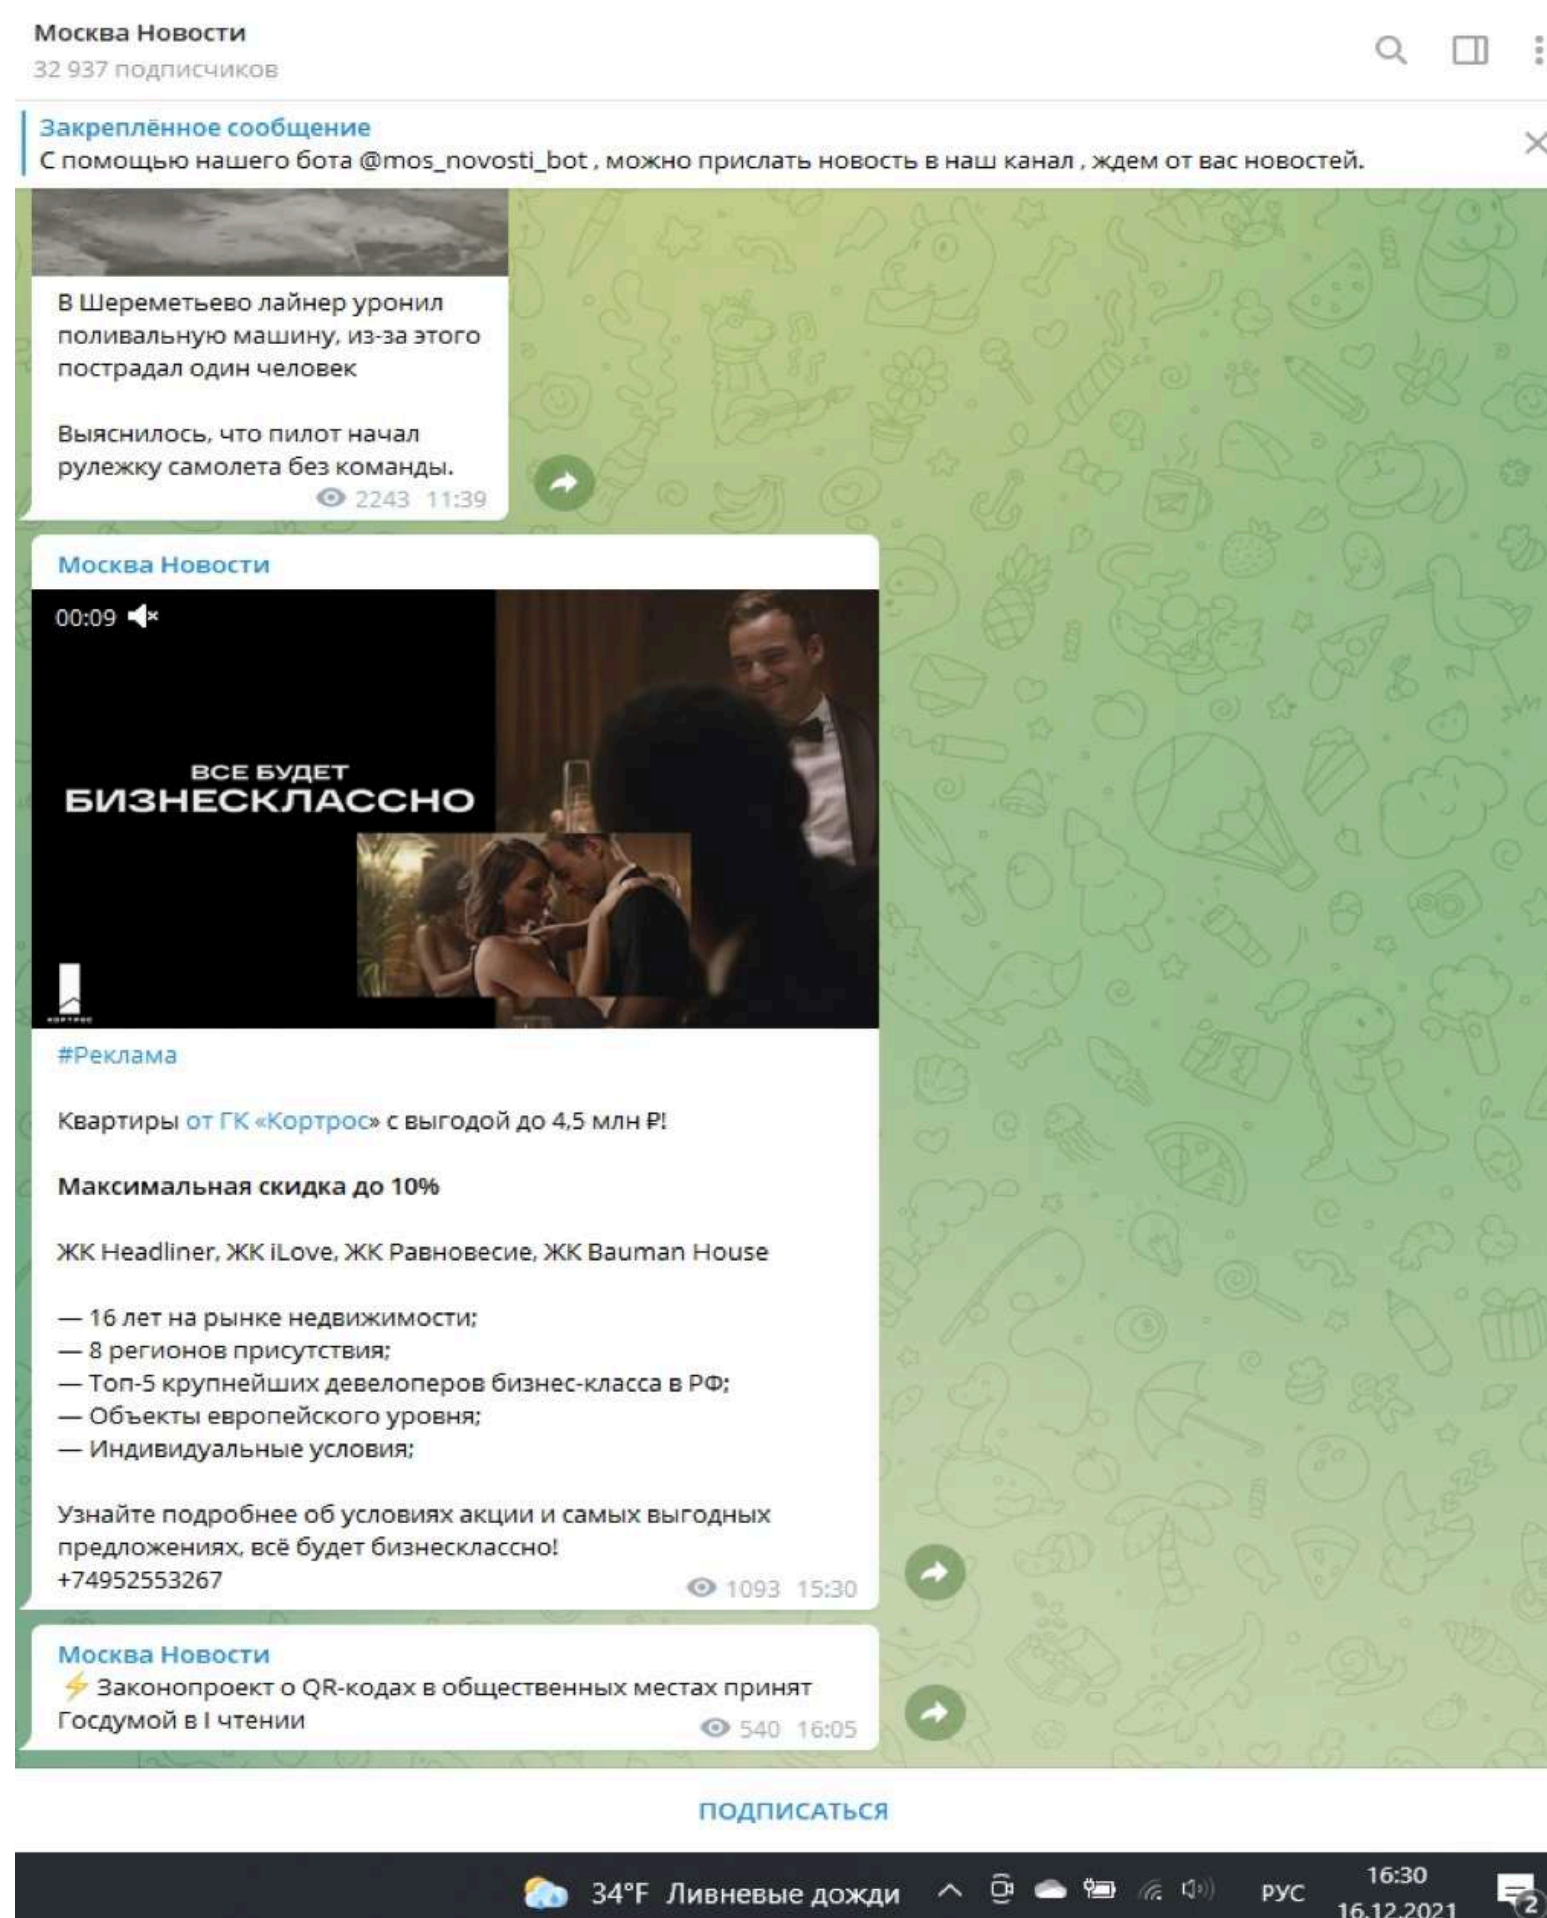 Москва Новости
32 937 подписчиков
Закреплённое сообщение
С помощью нашего бота @mos_novosti_bot , можно прислать новость в наш канал , ждем от вас новостей.
В Шереметьево лайнер уронил
поливальную машину, из-за этого
пострадал один человек
Выяснилось, что пилот начал
рулежку самолета без команды.
2243 11:39
Москва Новости
00:09
ВСЕ БУДЕТ
БИЗНЕСКЛАССНО
КОРТРОС
#Реклама
Квартиры от ГК «Кортрос» с выгодой до 4,5 млн ₽!
Максимальная скидка до 10%
ЖК Headliner, ЖК iLove, ЖК Равновесие, ЖК Bauman House
— 16 лет на рынке недвижимости;
— 8 регионов присутствия;
— Топ-5 крупнейших девелоперов бизнес-класса в РФ;
— Объекты европейского уровня;
— Индивидуальные условия;
Узнайте подробнее об условиях акции и самых выгодных
предложениях, всё будет бизнесклассно!
+74952553267
1093 15:30
Москва Новости
⚡ Законопроект о QR-кодах в общественных местах принят
Госдумой в I чтении
540 16:05
ПОДПИСАТЬСЯ
34°F Ливневые дожди
РУС
16:30
16.12.2021
2